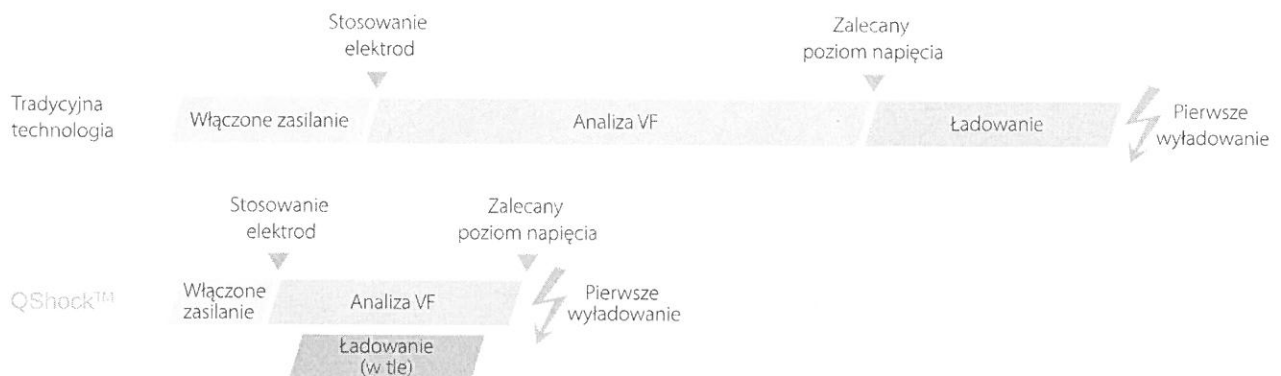 Stosowanie
elektrod
Zalecany
poziom napięcia
Tradycyjna
technologia
Włączone zasilanie
Analiza VF
Ładowanie
Pierwsze
wyładowanie
Stosowanie
elektrod
Zalecany
poziom napięcia
QShock™
Włączone
zasilanie
Analiza VF
Pierwsze
wyładowanie
Ładowanie
(w tle)